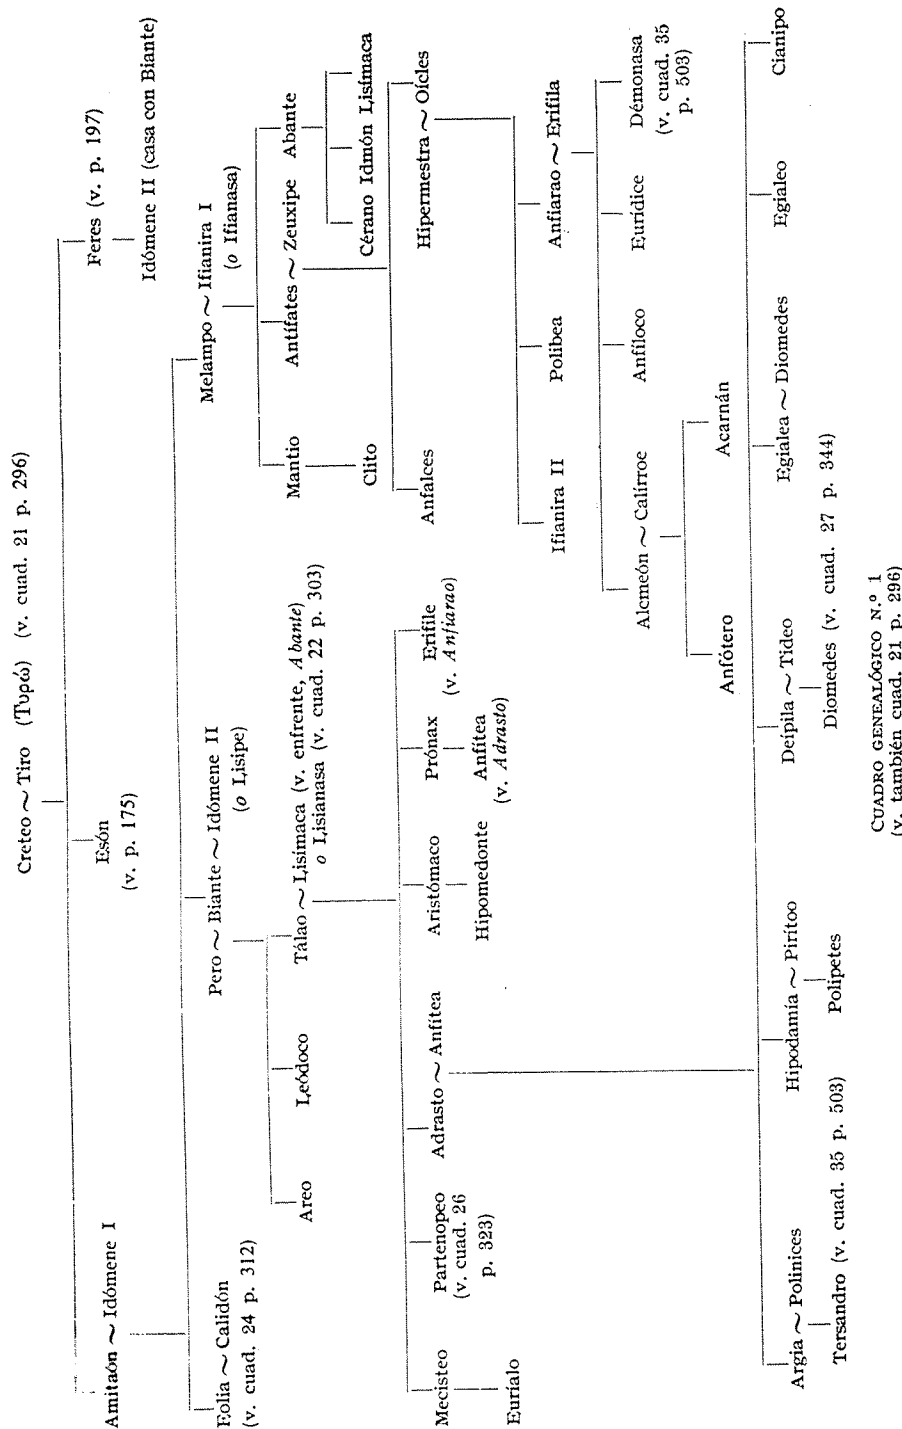 Creteo ~ Tiro (Τυρώ) (v. cuad. 21 p. 296)
Amitaón ~ Idómene I
Esón
(v. p. 175)
Feres (v. p. 197)
Idómene II (casa con Biante)
Eolia ~ Calidón
(v. cuad. 24 p. 312)
Pero ~ Biante ~ Idómene II
(o Lisipe)
Melampo ~ Ifianira I
(o Ifianasa)
Areo
Leódoco
Tálao ~ Lisímaca (v. enfrente, Abante)
o Lisianasa (v. cuad. 22 p. 303)
Mantio
Antífates ~ Zeuxipe
Abante
Clito
Cérano Idmón Lisímaca
Mecisteo
Partenopeo
(v. cuad. 26
p. 323)
Adrasto ~ Anfítea
Aristómaco
Prónax
Erifile
(v. Anfiarao)
Anfalces
Hipermestra ~ Oícles
Euríalo
Hipomedonte
Anfítea
(v. Adrasto)
Ifianira II
Polibea
Anfiarao ~ Erifila
Alcmeón ~ Calírroe
Anfíloco
Eurídice
Démonasa
(v. cuad. 35
p. 503)
Anfótero
Acarnán
Argia ~ Polinices
Hipodamía ~ Pirítoo
Deípila ~ Tideo
Egialea ~ Diomedes
Egialeo
Cianipo
Tersandro (v. cuad. 35 p. 503)
Polipetes
Diomedes (v. cuad. 27 p. 344)
CUADRO GENEALÓGICO N.º 1
(v. también cuad. 21 p. 296)